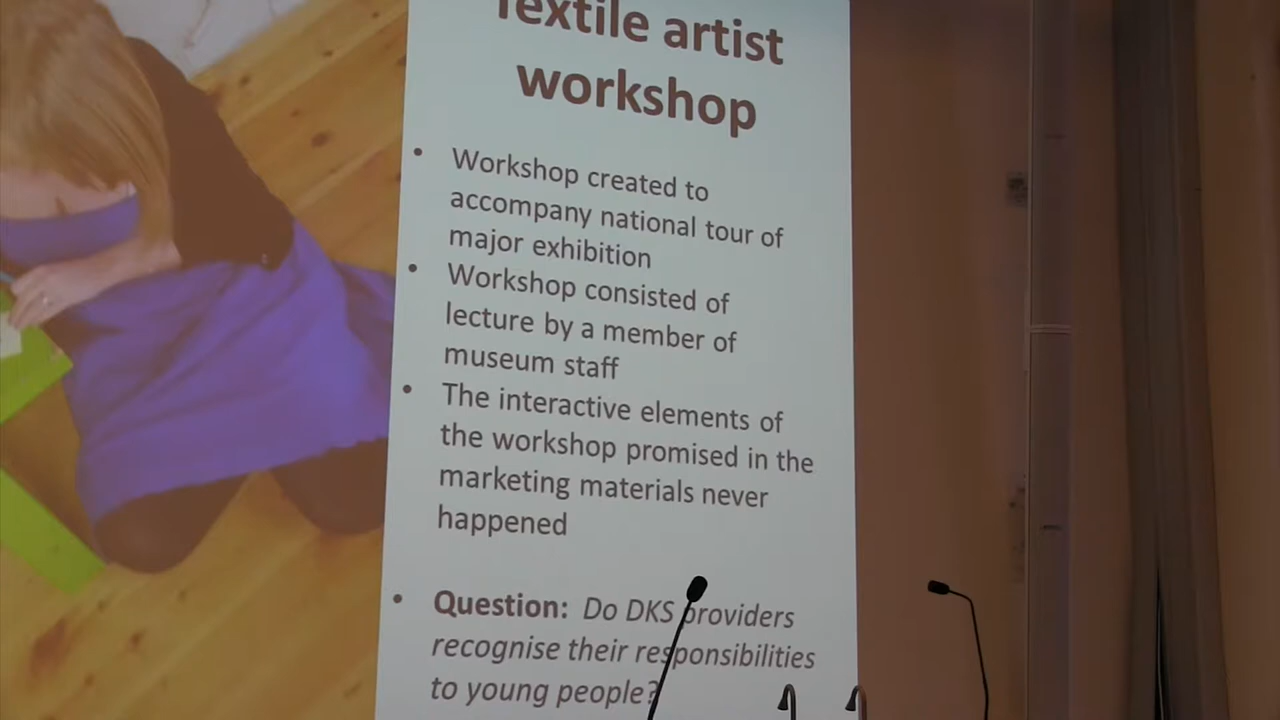 Textile artist
workshop
• Workshop created to
accompany national tour of
major exhibition
• Workshop consisted of
lecture by a member of
museum staff
• The interactive elements of
the workshop promised in the
marketing materials never
happened
• Question: Do DKS providers
recognise their responsibilities
to young people?